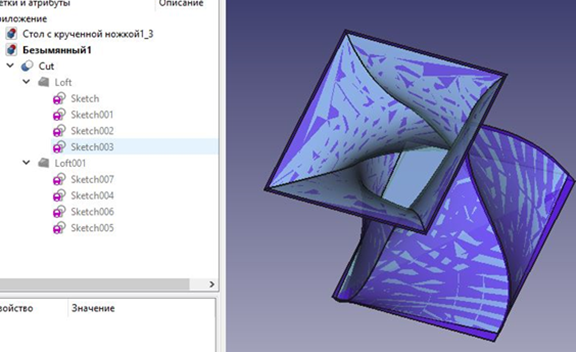 етки и атрибуты Описание
риложение
Стол с крученной ножкой1_3
Безымянный1
Cut
Loft
Sketch
Sketch001
Sketch002
Sketch003
Loft001
Sketch007
Sketch004
Sketch006
Sketch005
войство Значение